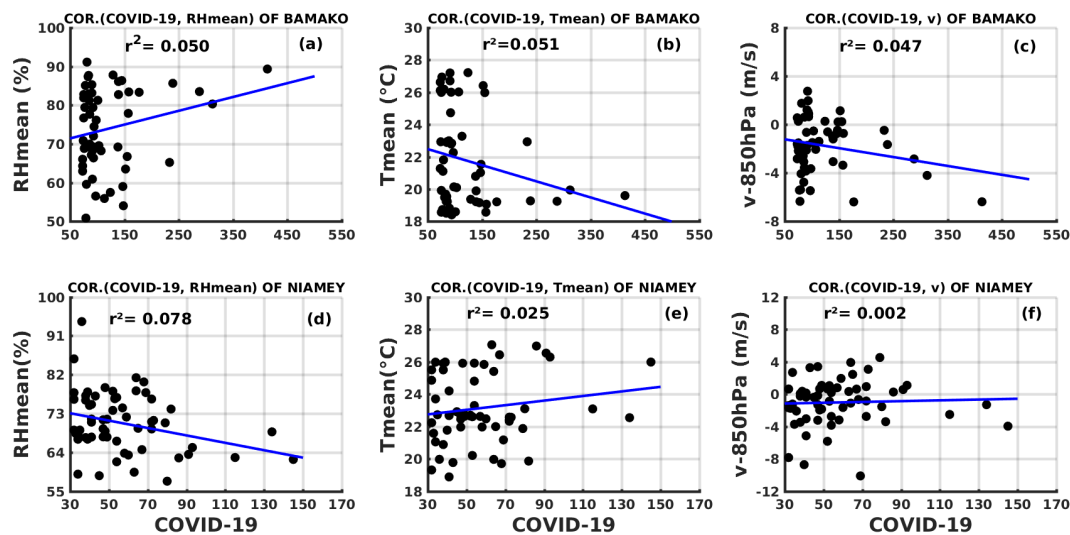 COR.(COVID-19, RHmean) OF BAMAKO
r²= 0.050
(a)
RHmean (%)
100
90
80
70
60
50
50 150 250 350 450 550
COR.(COVID-19, Tmean) OF BAMAKO
r²=0.051
(b)
Tmean (°C)
30
28
26
24
22
20
18
50 150 250 350 450 550
COR.(COVID-19, v) OF BAMAKO
r²= 0.047
(c)
v-850hPa (m/s)
8
4
0
-4
-8
50 150 250 350 450 550
COR.(COVID-19, RHmean) OF NIAMEY
r²= 0.078
(d)
RHmean(%)
100
91
82
73
64
55
30 50 70 90 110 130 150 170
COVID-19
COR.(COVID-19, Tmean) OF NIAMEY
r²= 0.025
(e)
Tmean(°C)
30
28
26
24
22
20
18
30 50 70 90 110 130 150 170
COVID-19
COR.(COVID-19, v) OF NIAMEY
r²= 0.002
(f)
v-850hPa (m/s)
12
8
4
0
-4
-8
-12
30 50 70 90 110 130 150 170
COVID-19